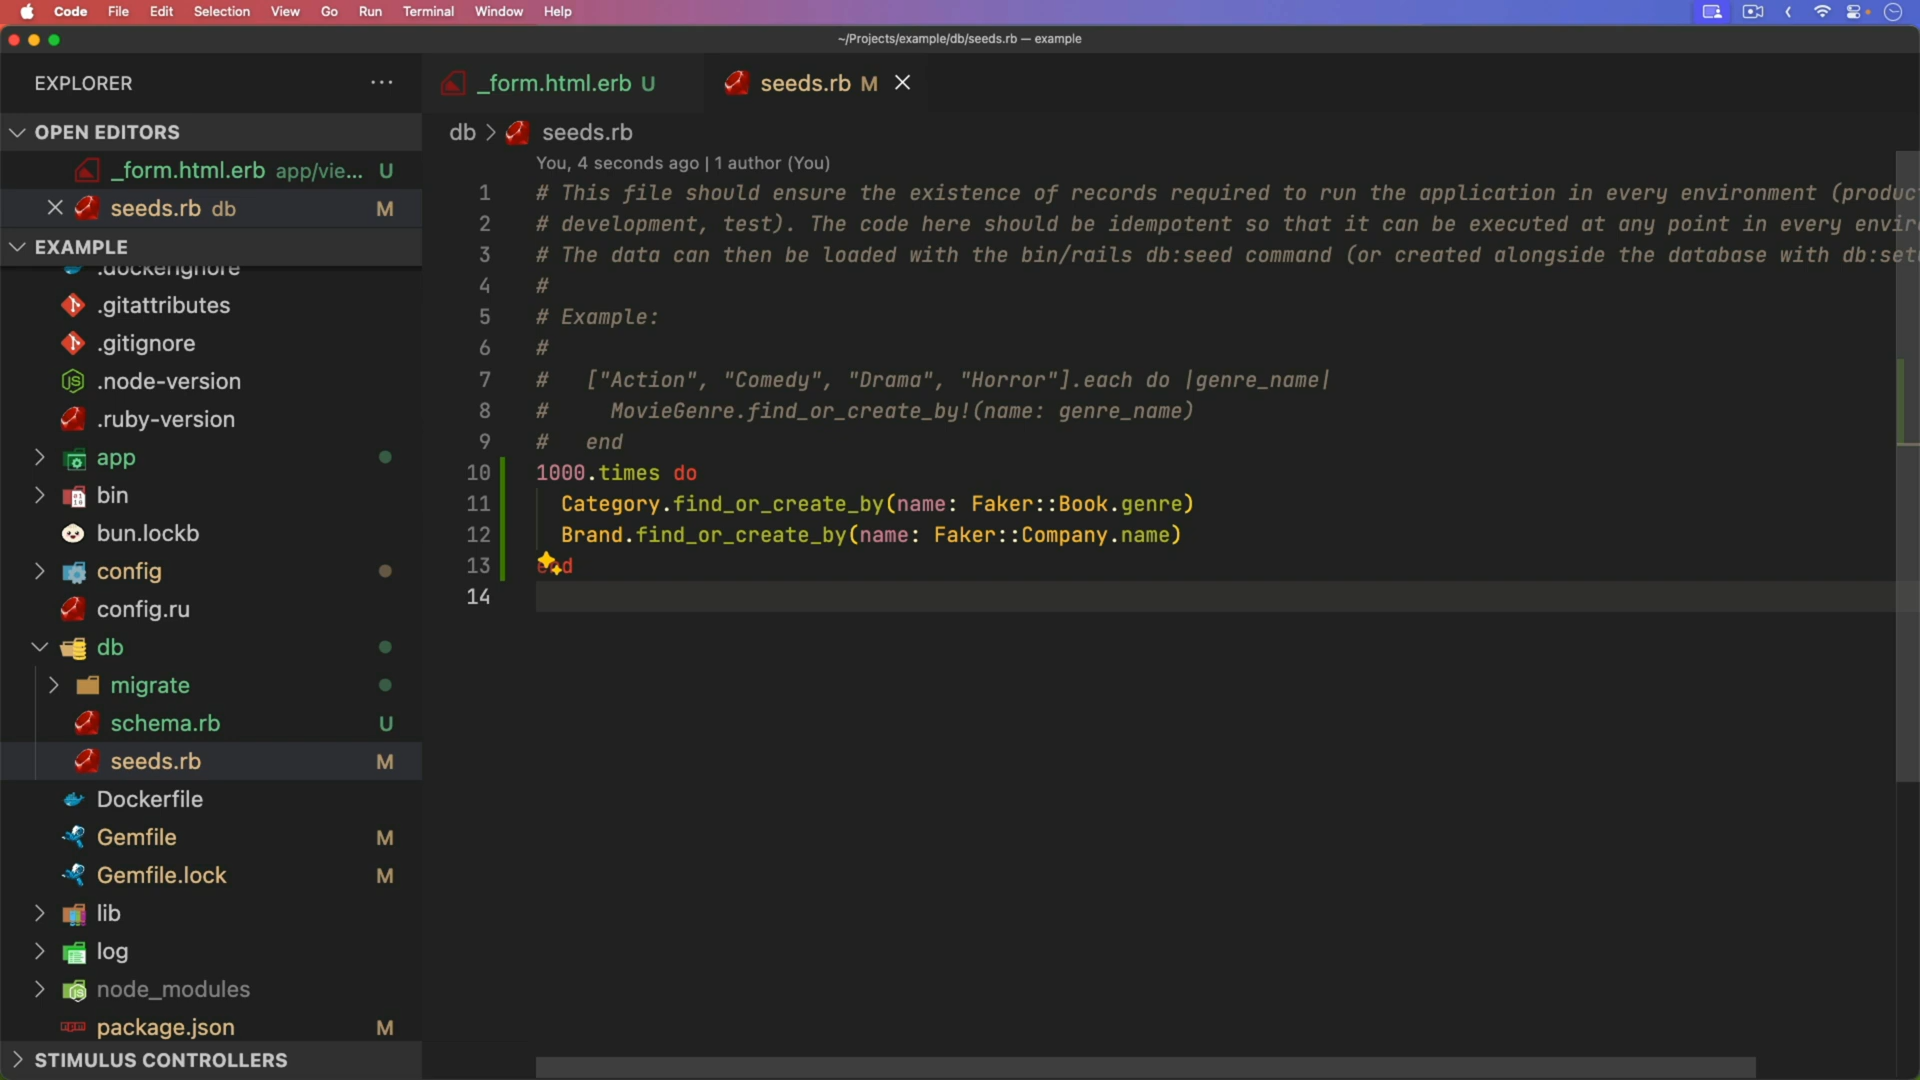 Code File Edit Selection View Go Run Terminal Window Help
~/Projects/example/db/seeds.rb — example
EXPLORER
OPEN EDITORS
_form.html.erb app/vie... U
seeds.rb db M
EXAMPLE
.dockerignore
.gitattributes
.gitignore
.node-version
.ruby-version
app
bin
bun.lockb
config
config.ru
db
migrate
schema.rb U
seeds.rb M
Dockerfile
Gemfile M
Gemfile.lock M
lib
log
node_modules
package.json M
STIMULUS CONTROLLERS
_form.html.erb U
seeds.rb M
db > seeds.rb
You, 4 seconds ago | 1 author (You)
1 # This file should ensure the existence of records required to run the application in every environment (produc
2 # development, test). The code here should be idempotent so that it can be executed at any point in every envir
3 # The data can then be loaded with the bin/rails db:seed command (or created alongside the database with db:set
4 #
5 # Example:
6 #
7 #   ["Action", "Comedy", "Drama", "Horror"].each do |genre_name|
8 #     MovieGenre.find_or_create_by!(name: genre_name)
9 #   end
10 1000.times do
11   Category.find_or_create_by(name: Faker::Book.genre)
12   Brand.find_or_create_by(name: Faker::Company.name)
13 end
14